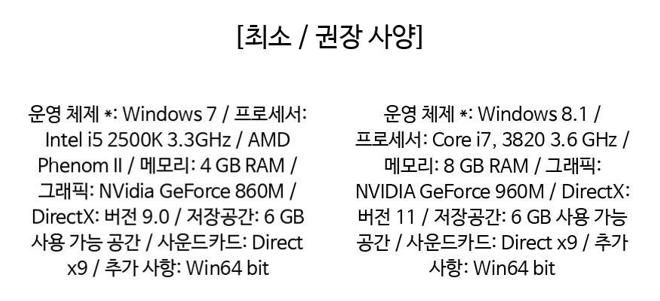 [최소 / 권장 사양]
운영 체제 *: Windows 7 / 프로세서:
Intel i5 2500K 3.3GHz / AMD
Phenom II / 메모리: 4 GB RAM /
그래픽: NVidia GeForce 860M /
DirectX: 버전 9.0 / 저장공간: 6 GB
사용 가능 공간 / 사운드카드: Direct
x9 / 추가 사항: Win64 bit
운영 체제 *: Windows 8.1 /
프로세서: Core i7, 3820 3.6 GHz /
메모리: 8 GB RAM / 그래픽:
NVIDIA GeForce 960M / DirectX:
버전 11 / 저장공간: 6 GB 사용 가능
공간 / 사운드카드: Direct x9 / 추가
사항: Win64 bit